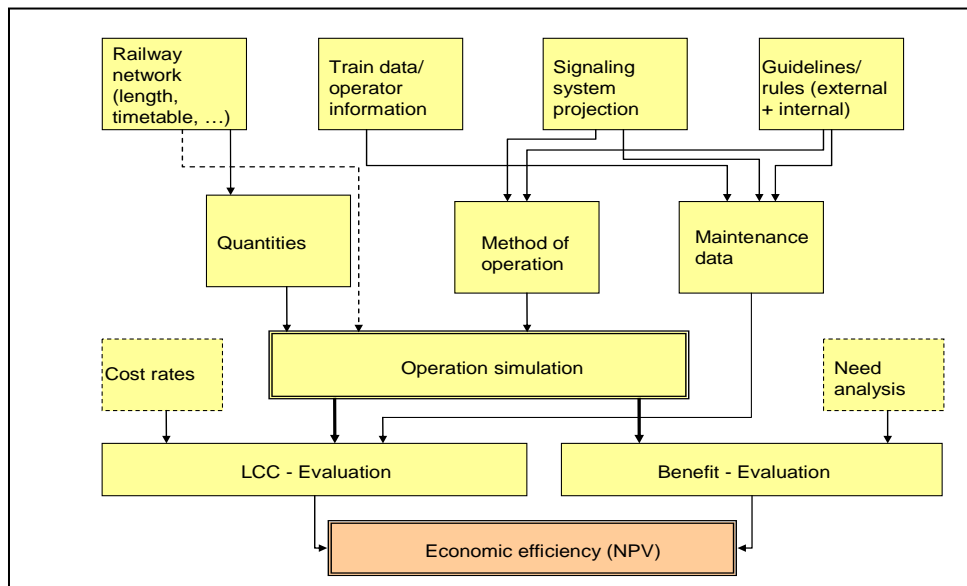 Railway
network
(length,
timetable, …)
Train data/
operator
information
Signaling
system
projection
Guidelines/
rules (external
+ internal)
Quantities
Method of
operation
Maintenance
data
Operation simulation
Cost rates
Need
analysis
LCC - Evaluation
Benefit - Evaluation
Economic efficiency (NPV)